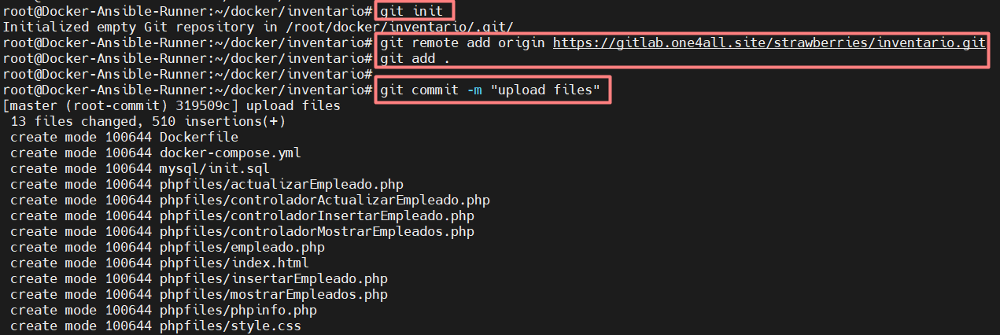 root@Docker-Ansible-Runner:~/docker/inventario# git init
Initialized empty Git repository in /root/docker/inventario/.git/
root@Docker-Ansible-Runner:~/docker/inventario# git remote add origin https://gitlab.one4all.site/strawberries/inventario.git
root@Docker-Ansible-Runner:~/docker/inventario# git add .
root@Docker-Ansible-Runner:~/docker/inventario#
root@Docker-Ansible-Runner:~/docker/inventario# git commit -m "upload files"
[master (root-commit) 319509c] upload files
 13 files changed, 510 insertions(+)
 create mode 100644 Dockerfile
 create mode 100644 docker-compose.yml
 create mode 100644 mysql/init.sql
 create mode 100644 phpfiles/actualizarEmpleado.php
 create mode 100644 phpfiles/controladorActualizarEmpleado.php
 create mode 100644 phpfiles/controladorInsertarEmpleado.php
 create mode 100644 phpfiles/controladorMostrarEmpleados.php
 create mode 100644 phpfiles/empleado.php
 create mode 100644 phpfiles/index.html
 create mode 100644 phpfiles/insertarEmpleado.php
 create mode 100644 phpfiles/mostrarEmpleados.php
 create mode 100644 phpfiles/phpinfo.php
 create mode 100644 phpfiles/style.css